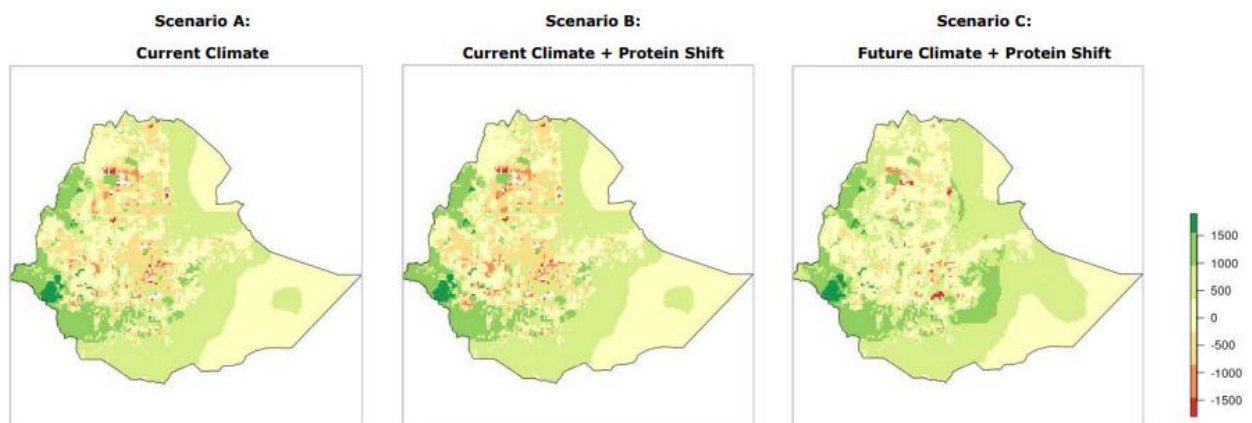 Scenario A:
Current Climate
Scenario B:
Current Climate + Protein Shift
Scenario C:
Future Climate + Protein Shift
1500
1000
500
0
-500
-1000
-1500